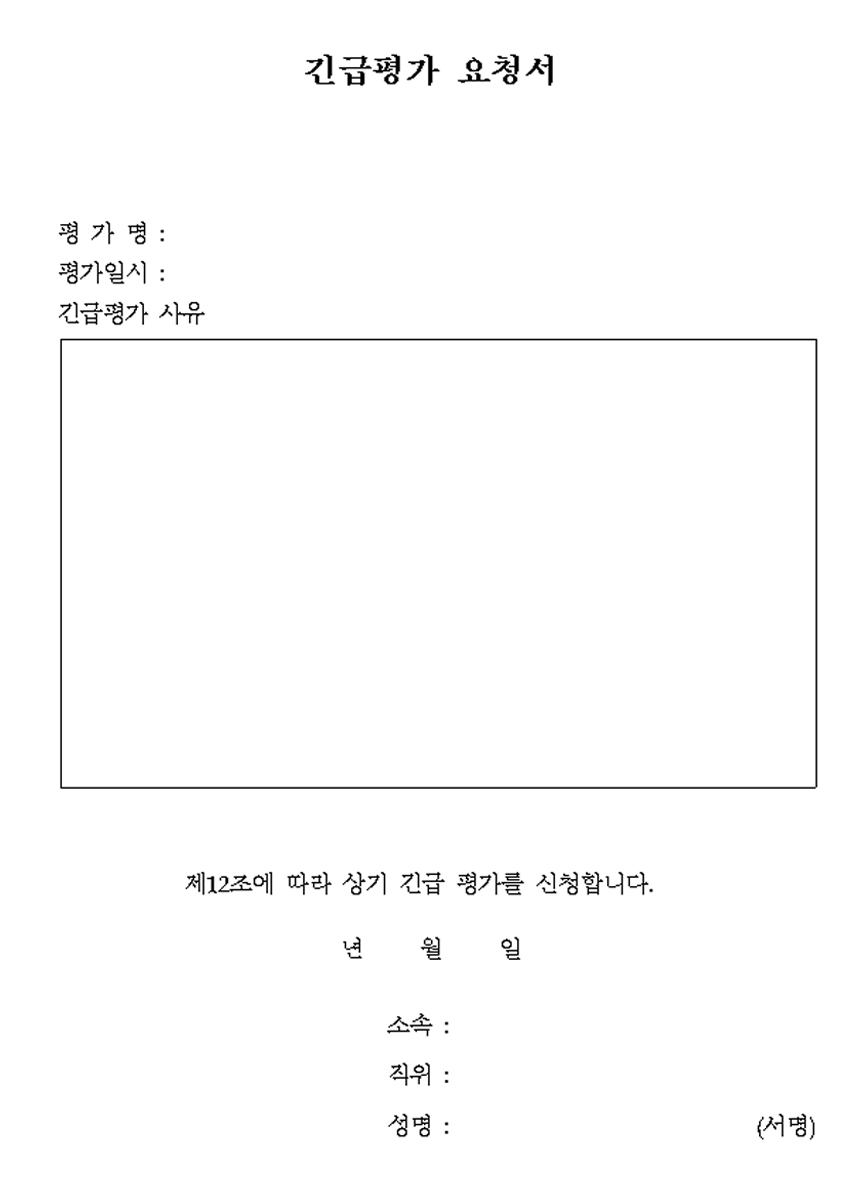 긴급평가 요청서
평 가 명 :
평가일시 :
긴급평가 사유
제12조에 따라 상기 긴급 평가를 신청합니다.
년 월 일
소속 :
직위 :
성명 : (서명)